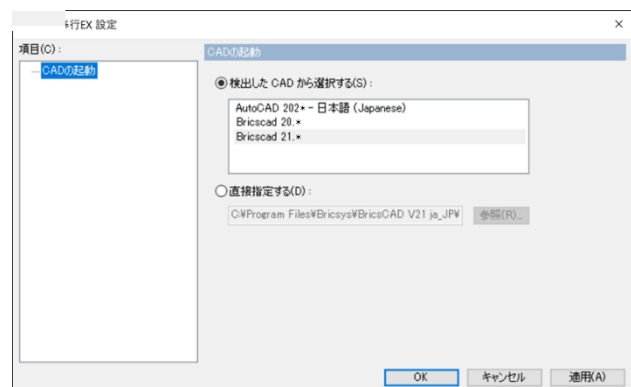 行EX 設定
項目(C):
CADの起動
CADの起動
検出した CAD から選択する(S):
AutoCAD 202* - 日本語 (Japanese)
Bricscad 20.*
Bricscad 21.*
直接指定する(D):
C:¥Program Files¥Bricsys¥BricsCAD V21 ja_JP¥
参照(R)...
OK
キャンセル
適用(A)